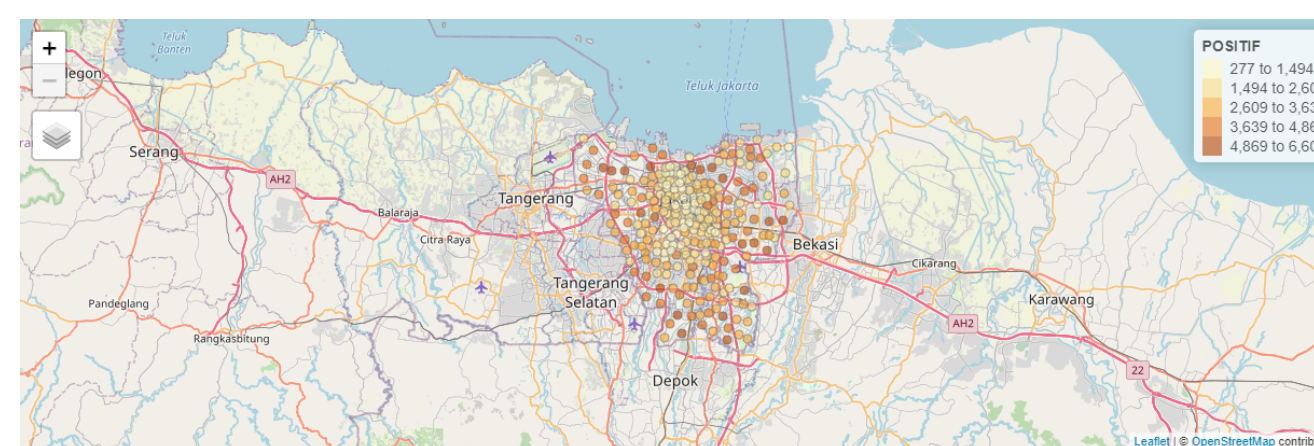 Teluk
Banten
+
−
legon
Teluk Jakarta
POSITIF
277 to 1,494
1,494 to 2,60
2,609 to 3,63
3,639 to 4,86
4,869 to 6,60
Serang
AH2
Tangerang
Balaraja
Citra Raya
Bekasi
Cikarang
Tangerang
Selatan
Pandeglang
Karawang
AH2
Rangkasbitung
22
Depok
Leaflet | © OpenStreetMap contrib